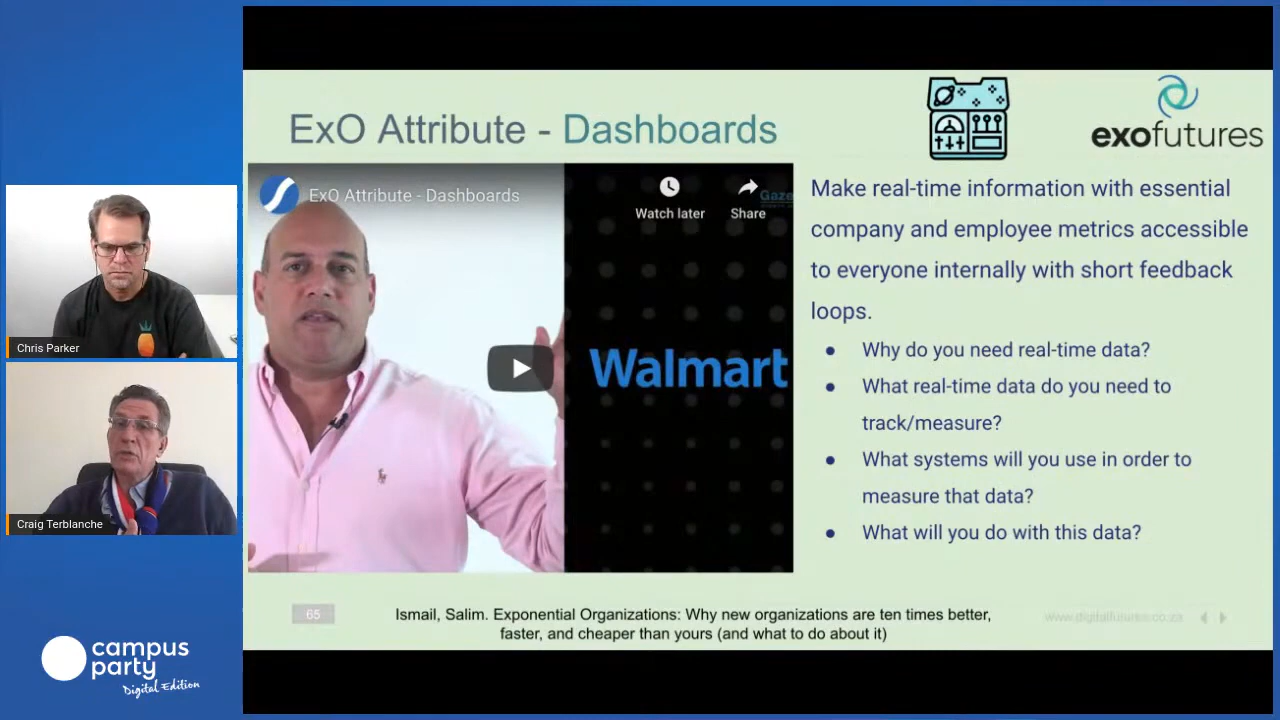 ExO Attribute - Dashboards
exofutures
ExO Attribute - Dashboards
Watch later
Share
Gaze
Walmart
Make real-time information with essential
company and employee metrics accessible
to everyone internally with short feedback
loops.
● Why do you need real-time data?
● What real-time data do you need to
track/measure?
● What systems will you use in order to
measure that data?
● What will you do with this data?
65
Ismail, Salim. Exponential Organizations: Why new organizations are ten times better,
faster, and cheaper than yours (and what to do about it)
www.digitalfutures.co.za
Chris Parker
Craig Terblanche
campus
party
Digital Edition